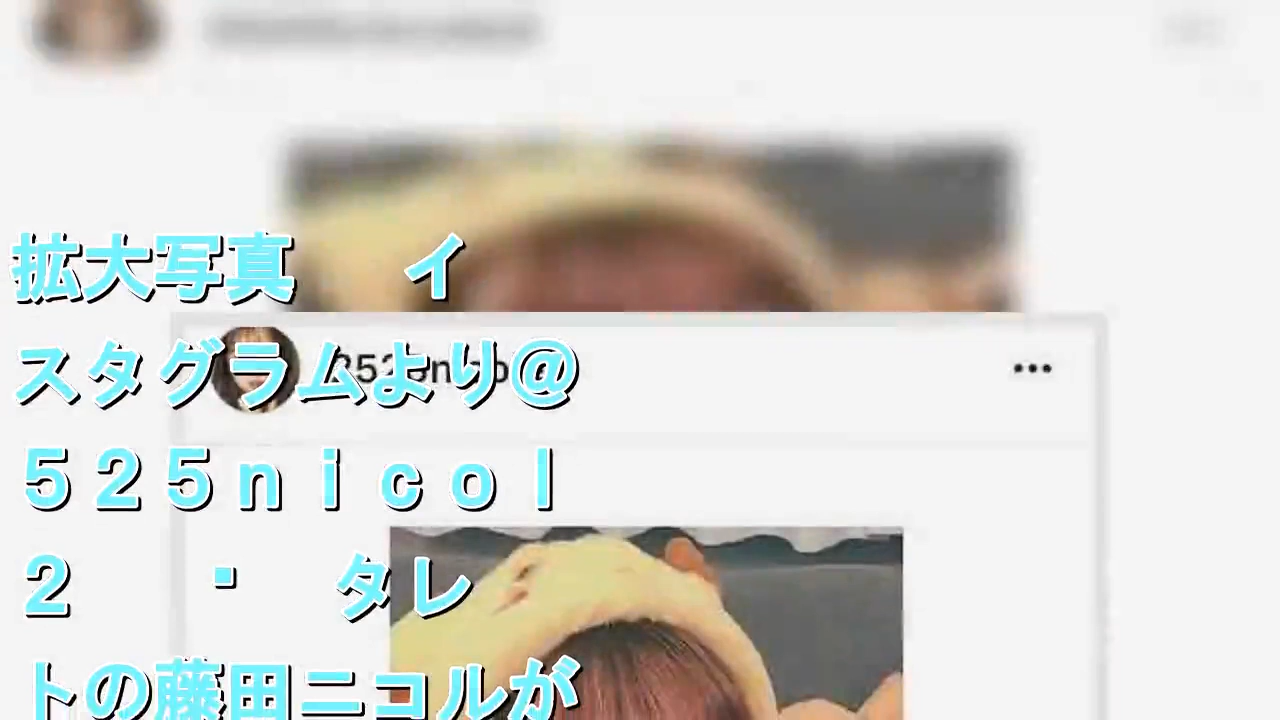 拡大写真　イ
スタグラムより@
５２５ｎｉｃｏｌ
２　・　タレ
トの藤田ニコルが